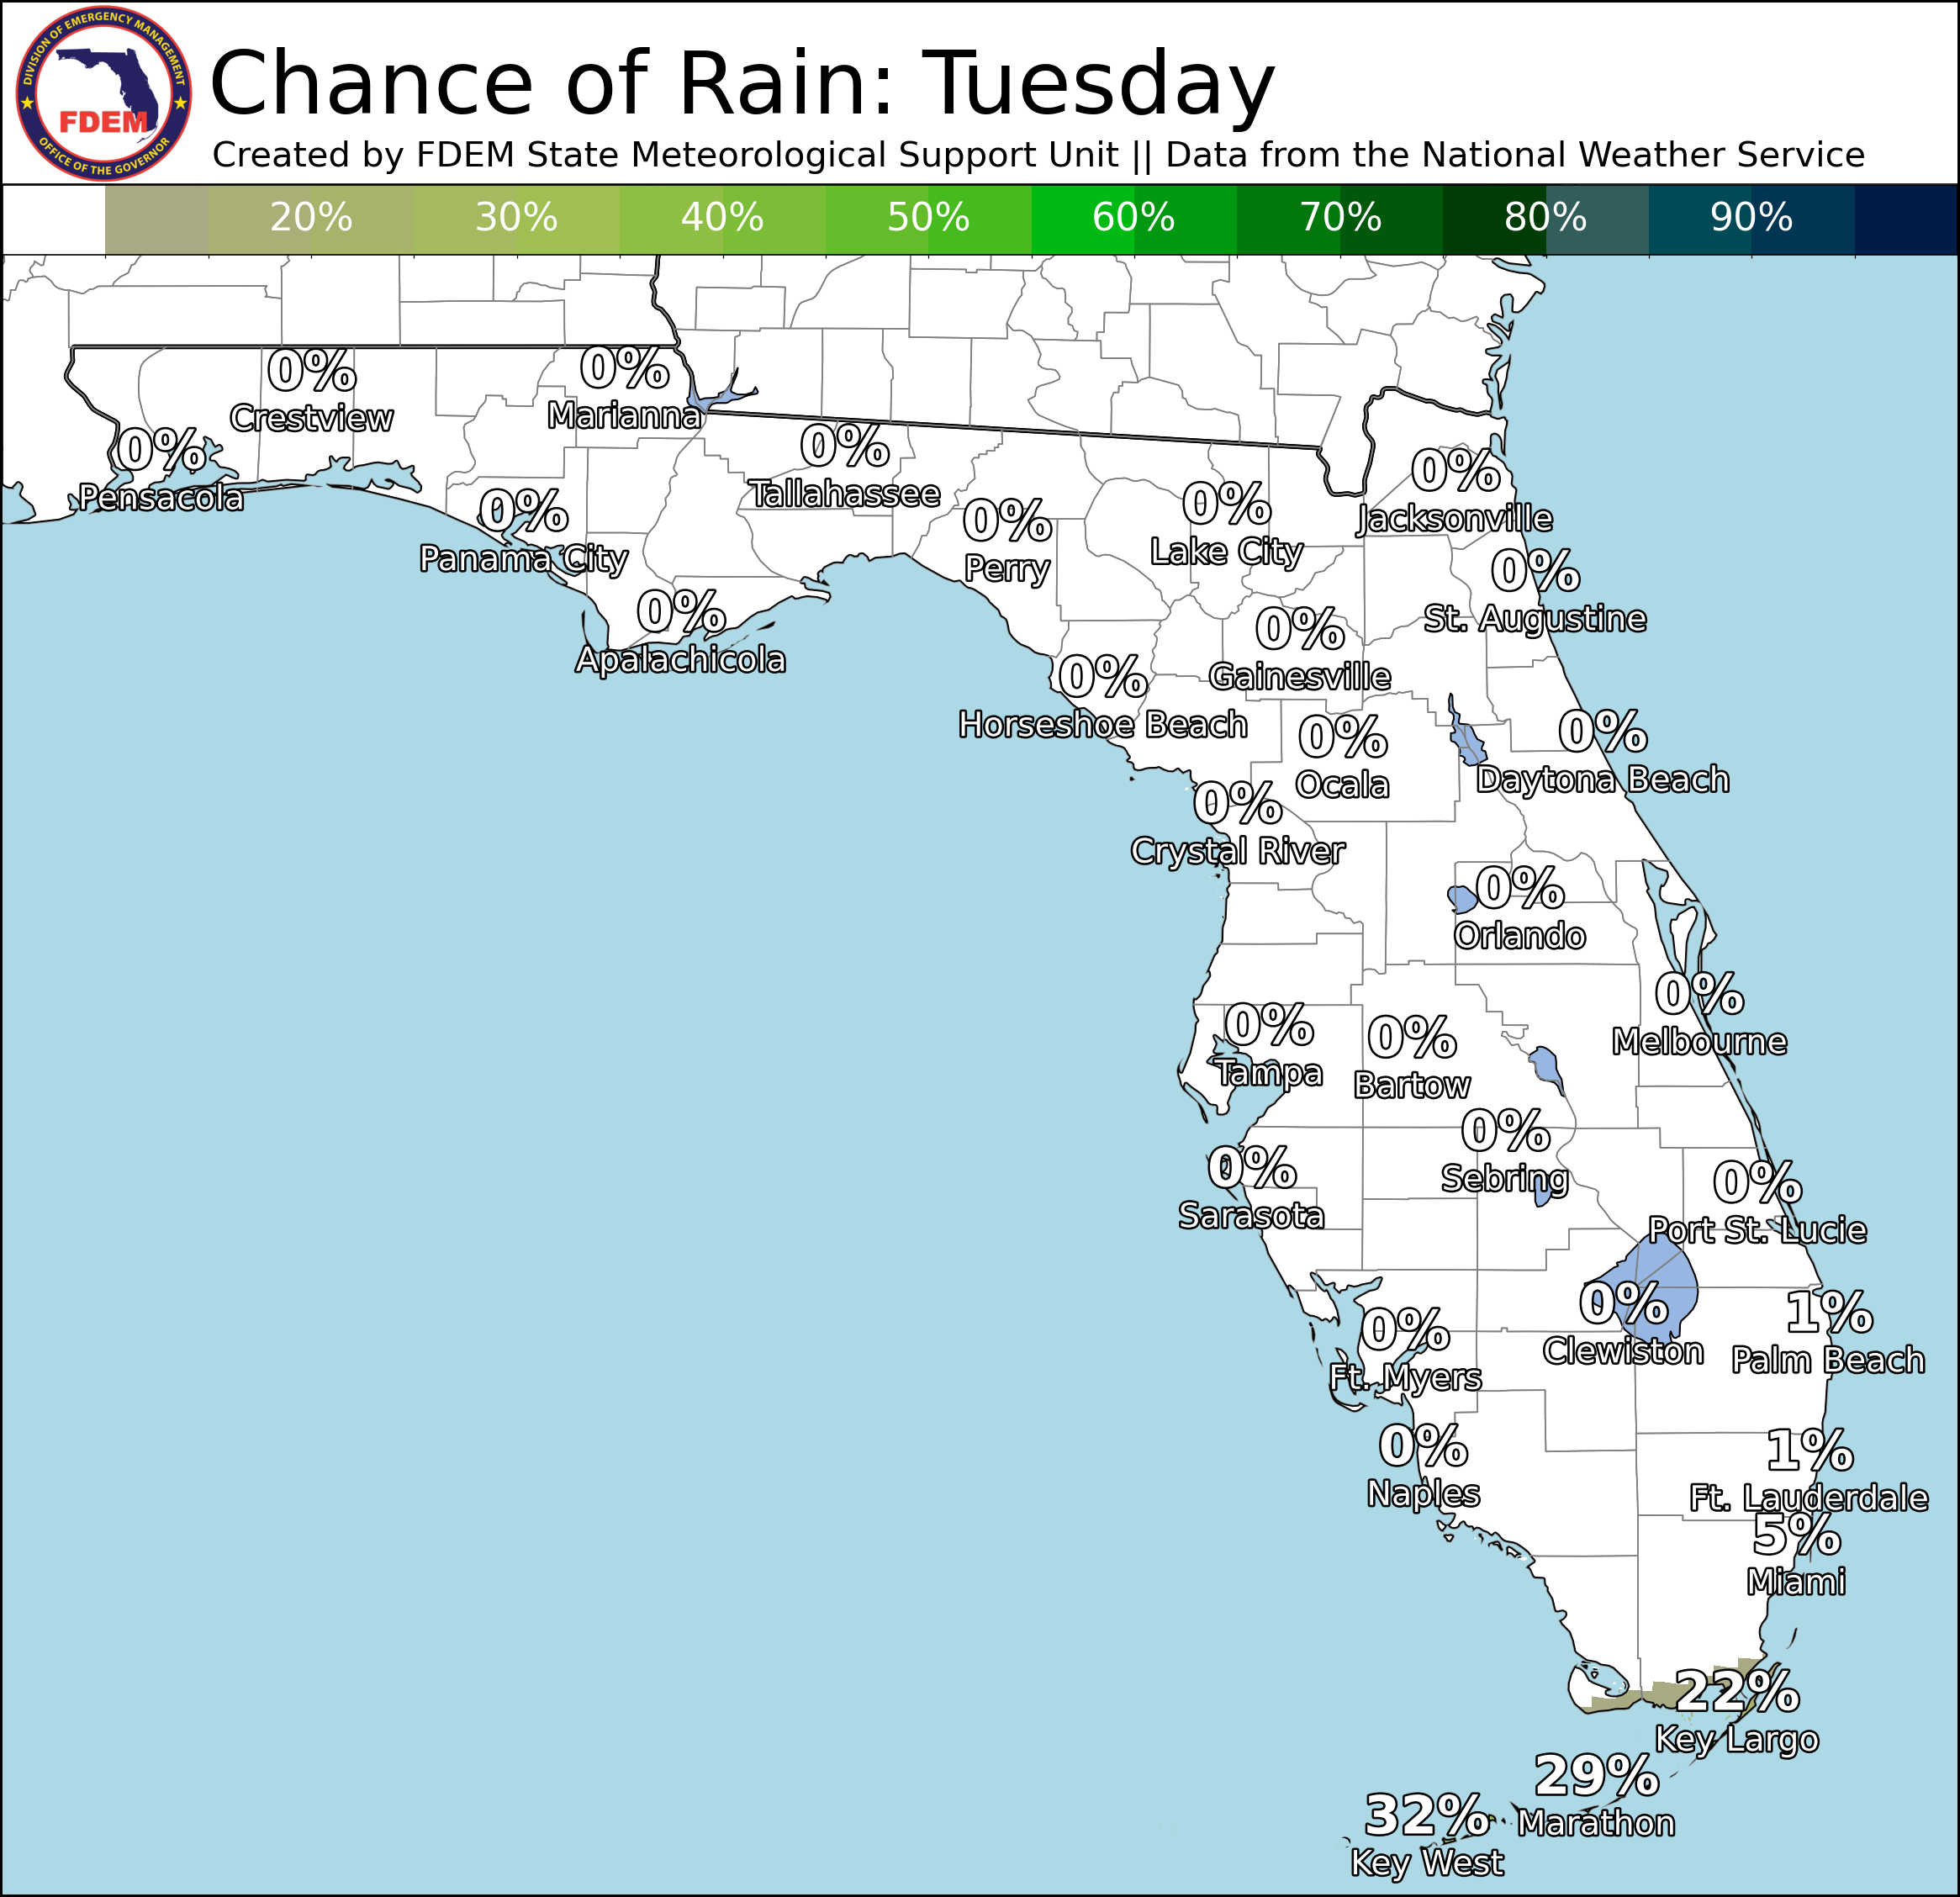 DIVISION OF EMERGENCY MANAGEMENT
FDEM
OFFICE OF THE GOVERNOR
Chance of Rain: Tuesday
Created by FDEM State Meteorological Support Unit || Data from the National Weather Service
20% 30% 40% 50% 60% 70% 80% 90%
0%
Crestview
0%
Marianna
0%
Pensacola
0%
Tallahassee
0%
Panama City
0%
Perry
0%
Lake City
0%
Jacksonville
0%
St. Augustine
0%
Apalachicola
0%
Gainesville
0%
Horseshoe Beach
0%
Ocala
0%
Daytona Beach
0%
Crystal River
0%
Orlando
0%
Melbourne
0%
Tampa
0%
Bartow
0%
Sebring
0%
Sarasota
0%
Port St. Lucie
0%
Clewiston
1%
Palm Beach
0%
Ft. Myers
0%
Naples
1%
Ft. Lauderdale
5%
Miami
22%
Key Largo
29%
Marathon
32%
Key West